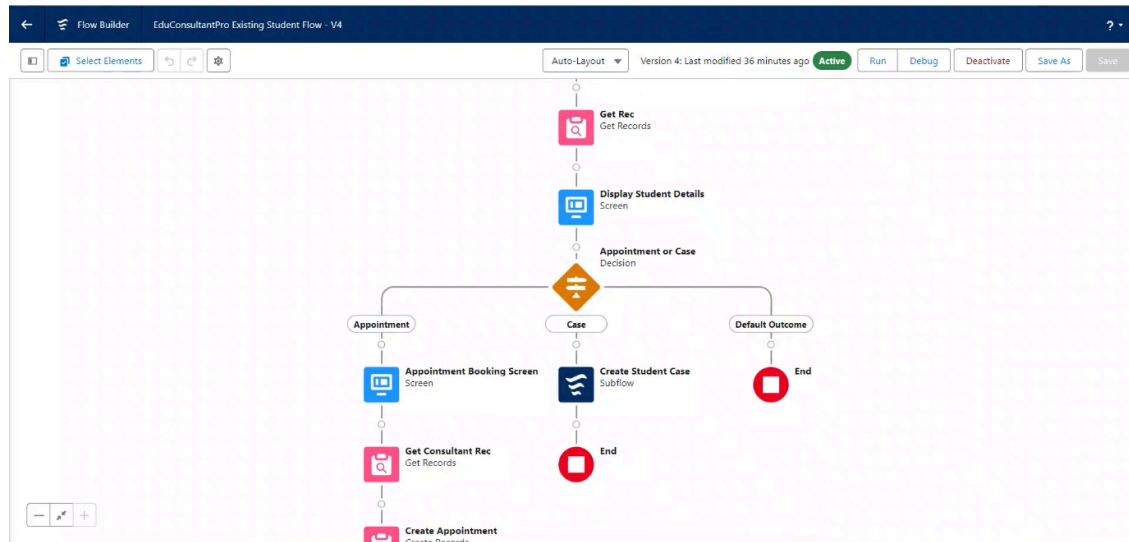 Flow Builder EduConsultantPro Existing Student Flow - V4 ?
Select Elements Auto-Layout Version 4: Last modified 36 minutes ago Active Run Debug Deactivate Save As Save
Get Rec
Get Records
Display Student Details
Screen
Appointment or Case
Decision
Appointment Case Default Outcome
Appointment Booking Screen Create Student Case End
Screen Subflow
Get Consultant Rec End
Get Records
Create Appointment
Create Records